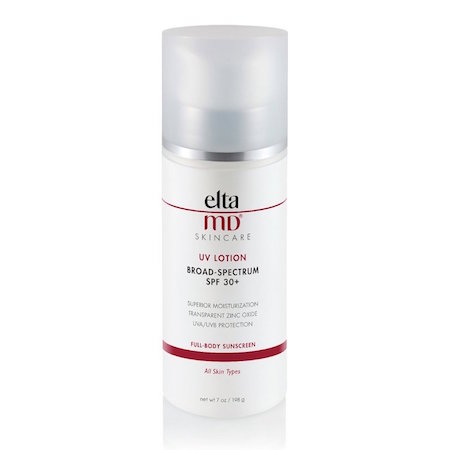 elta
MD®
SKINCARE
UV LOTION
BROAD-SPECTRUM
SPF 30+
SUPERIOR MOISTURIZATION
TRANSPARENT ZINC OXIDE
UVA/UVB PROTECTION
FULL-BODY SUNSCREEN
All Skin Types
net wt 7 oz / 198 g